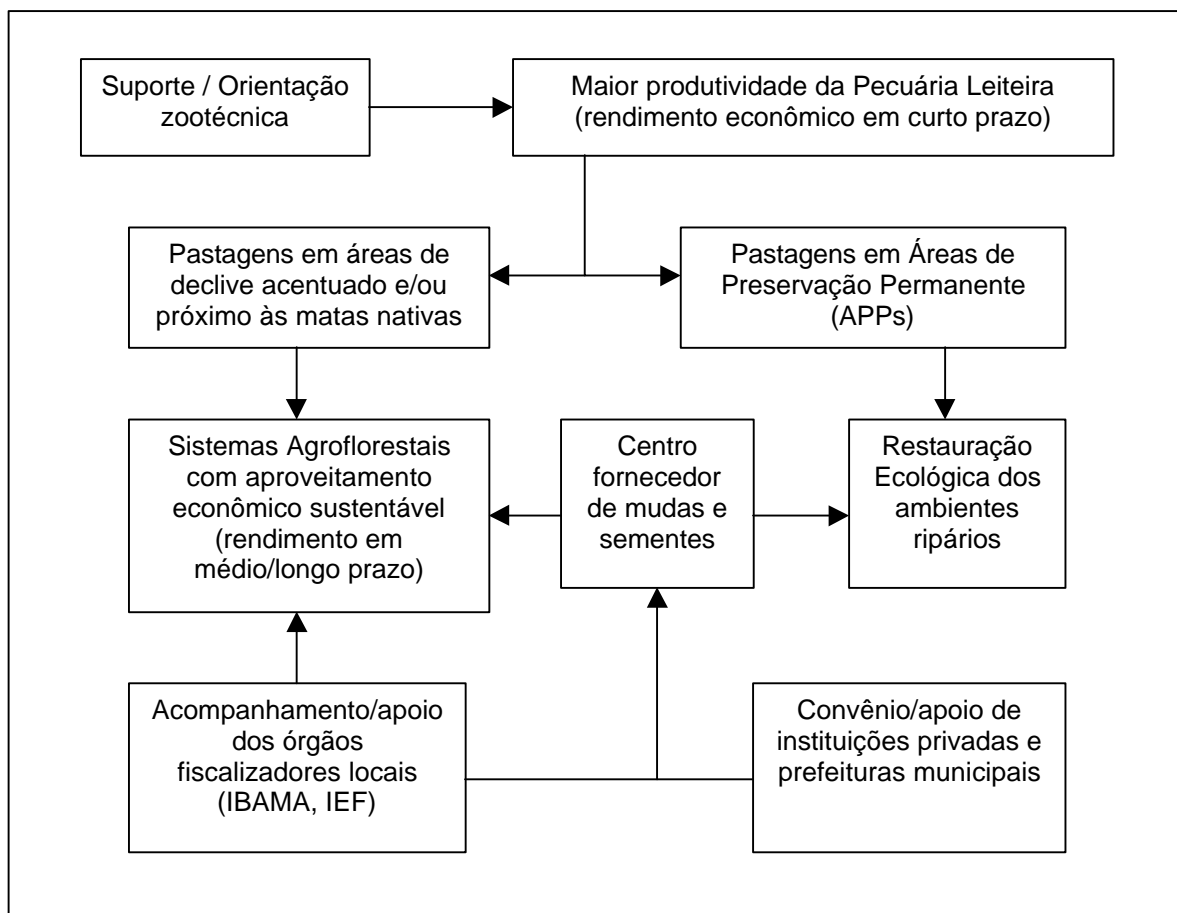 Suporte / Orientação
zootécnica
Maior produtividade da Pecuária Leiteira
(rendimento econômico em curto prazo)
Pastagens em áreas de
declive acentuado e/ou
próximo às matas nativas
Pastagens em Áreas de
Preservação Permanente
(APPs)
Sistemas Agroflorestais
com aproveitamento
econômico sustentável
(rendimento em
médio/longo prazo)
Centro
fornecedor
de mudas e
sementes
Restauração
Ecológica dos
ambientes
ripários
Acompanhamento/apoio
dos órgãos
fiscalizadores locais
(IBAMA, IEF)
Convênio/apoio de
instituições privadas e
prefeituras municipais